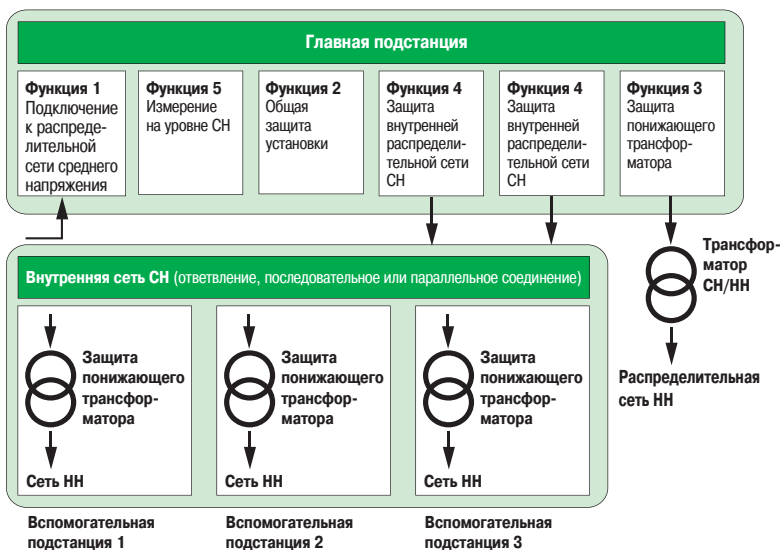 Главная подстанция
Функция 1
Подключение
к распреде-
лительной
сети среднего
напряжения
Функция 5
Измерение
на уровне СН
Функция 2
Общая
защита
установки
Функция 4
Защита
внутренней
распредели-
тельной сети
СН
Функция 4
Защита
внутренней
распредели-
тельной сети
СН
Функция 3
Защита
понижающего
трансфор-
матора
Трансфор-
матор
СН/НН
Распределительная
сеть НН
Внутренняя сеть СН (ответвление, последовательное или параллельное соединение)
Защита
понижающего
трансфор-
матора
Сеть НН
Защита
понижающего
трансфор-
матора
Сеть НН
Защита
понижающего
трансфор-
матора
Сеть НН
Вспомогательная
подстанция 1
Вспомогательная
подстанция 2
Вспомогательная
подстанция 3